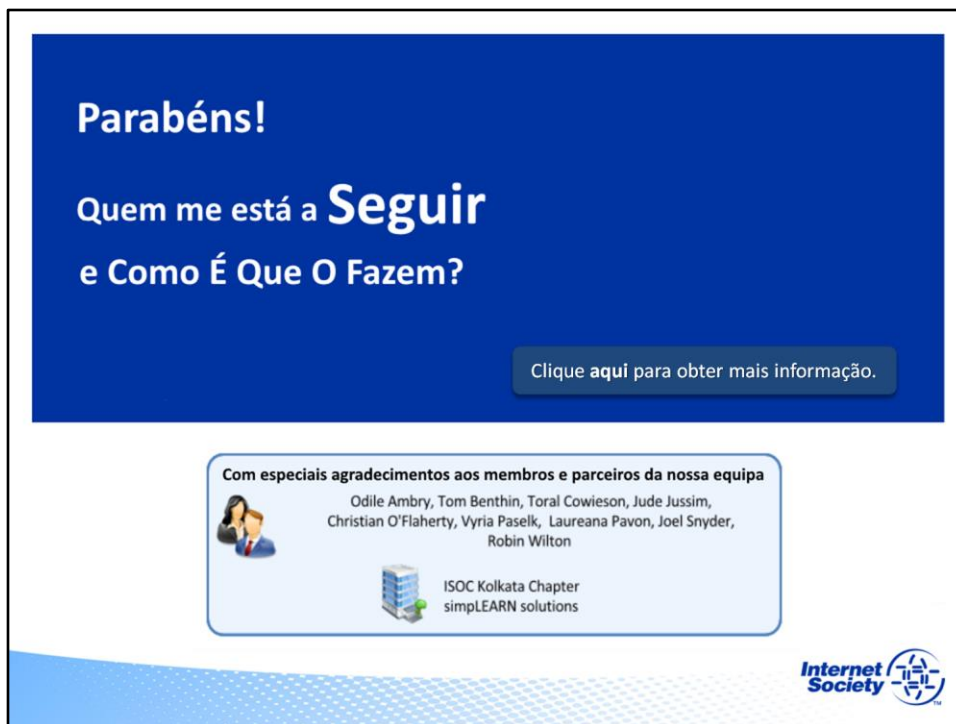 Parabéns!
Quem me está a Seguir
e Como É Que O Fazem?
Clique aqui para obter mais informação.
Com especiais agradecimentos aos membros e parceiros da nossa equipa
Odile Ambry, Tom Benthin, Toral Cowieson, Jude Jussim,
Christian O'Flaherty, Vyria Paselk, Laureana Pavon, Joel Snyder,
Robin Wilton
ISOC Kolkata Chapter
simpLEARN solutions
Internet
Society
TM